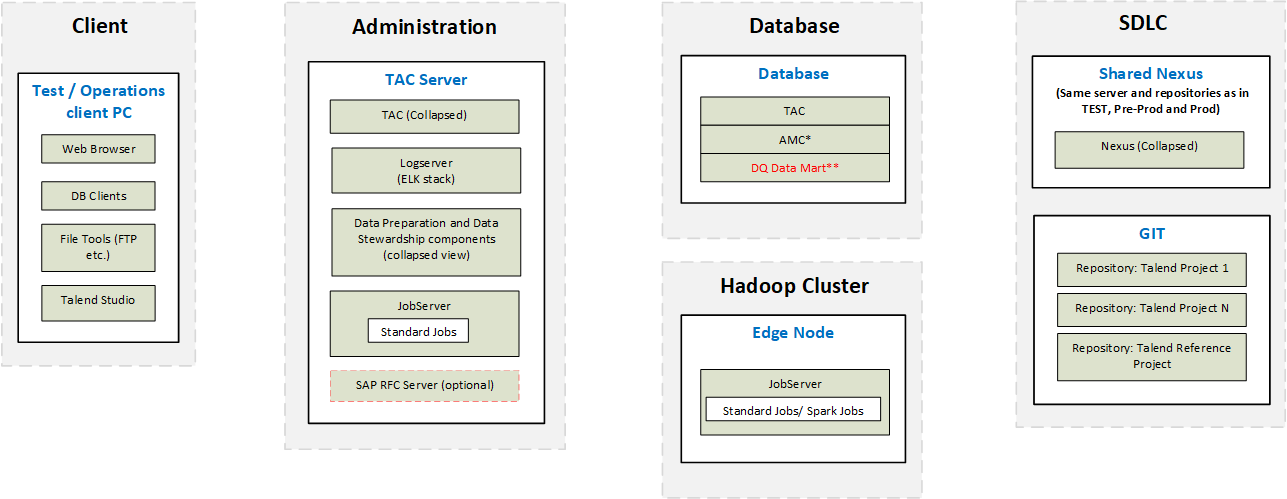 Client
Test / Operations
client PC
Web Browser
DB Clients
File Tools (FTP
etc.)
Talend Studio
Administration
TAC Server
TAC (Collapsed)
Logserver
(ELK stack)
Data Preparation and Data
Stewardship components
(collapsed view)
JobServer
Standard Jobs
SAP RFC Server (optional)
Database
Database
TAC
AMC*
DQ Data Mart**
Hadoop Cluster
Edge Node
JobServer
Standard Jobs/ Spark Jobs
SDLC
Shared Nexus
(Same server and repositories as in
TEST, Pre-Prod and Prod)
Nexus (Collapsed)
GIT
Repository: Talend Project 1
Repository: Talend Project N
Repository: Talend Reference
Project